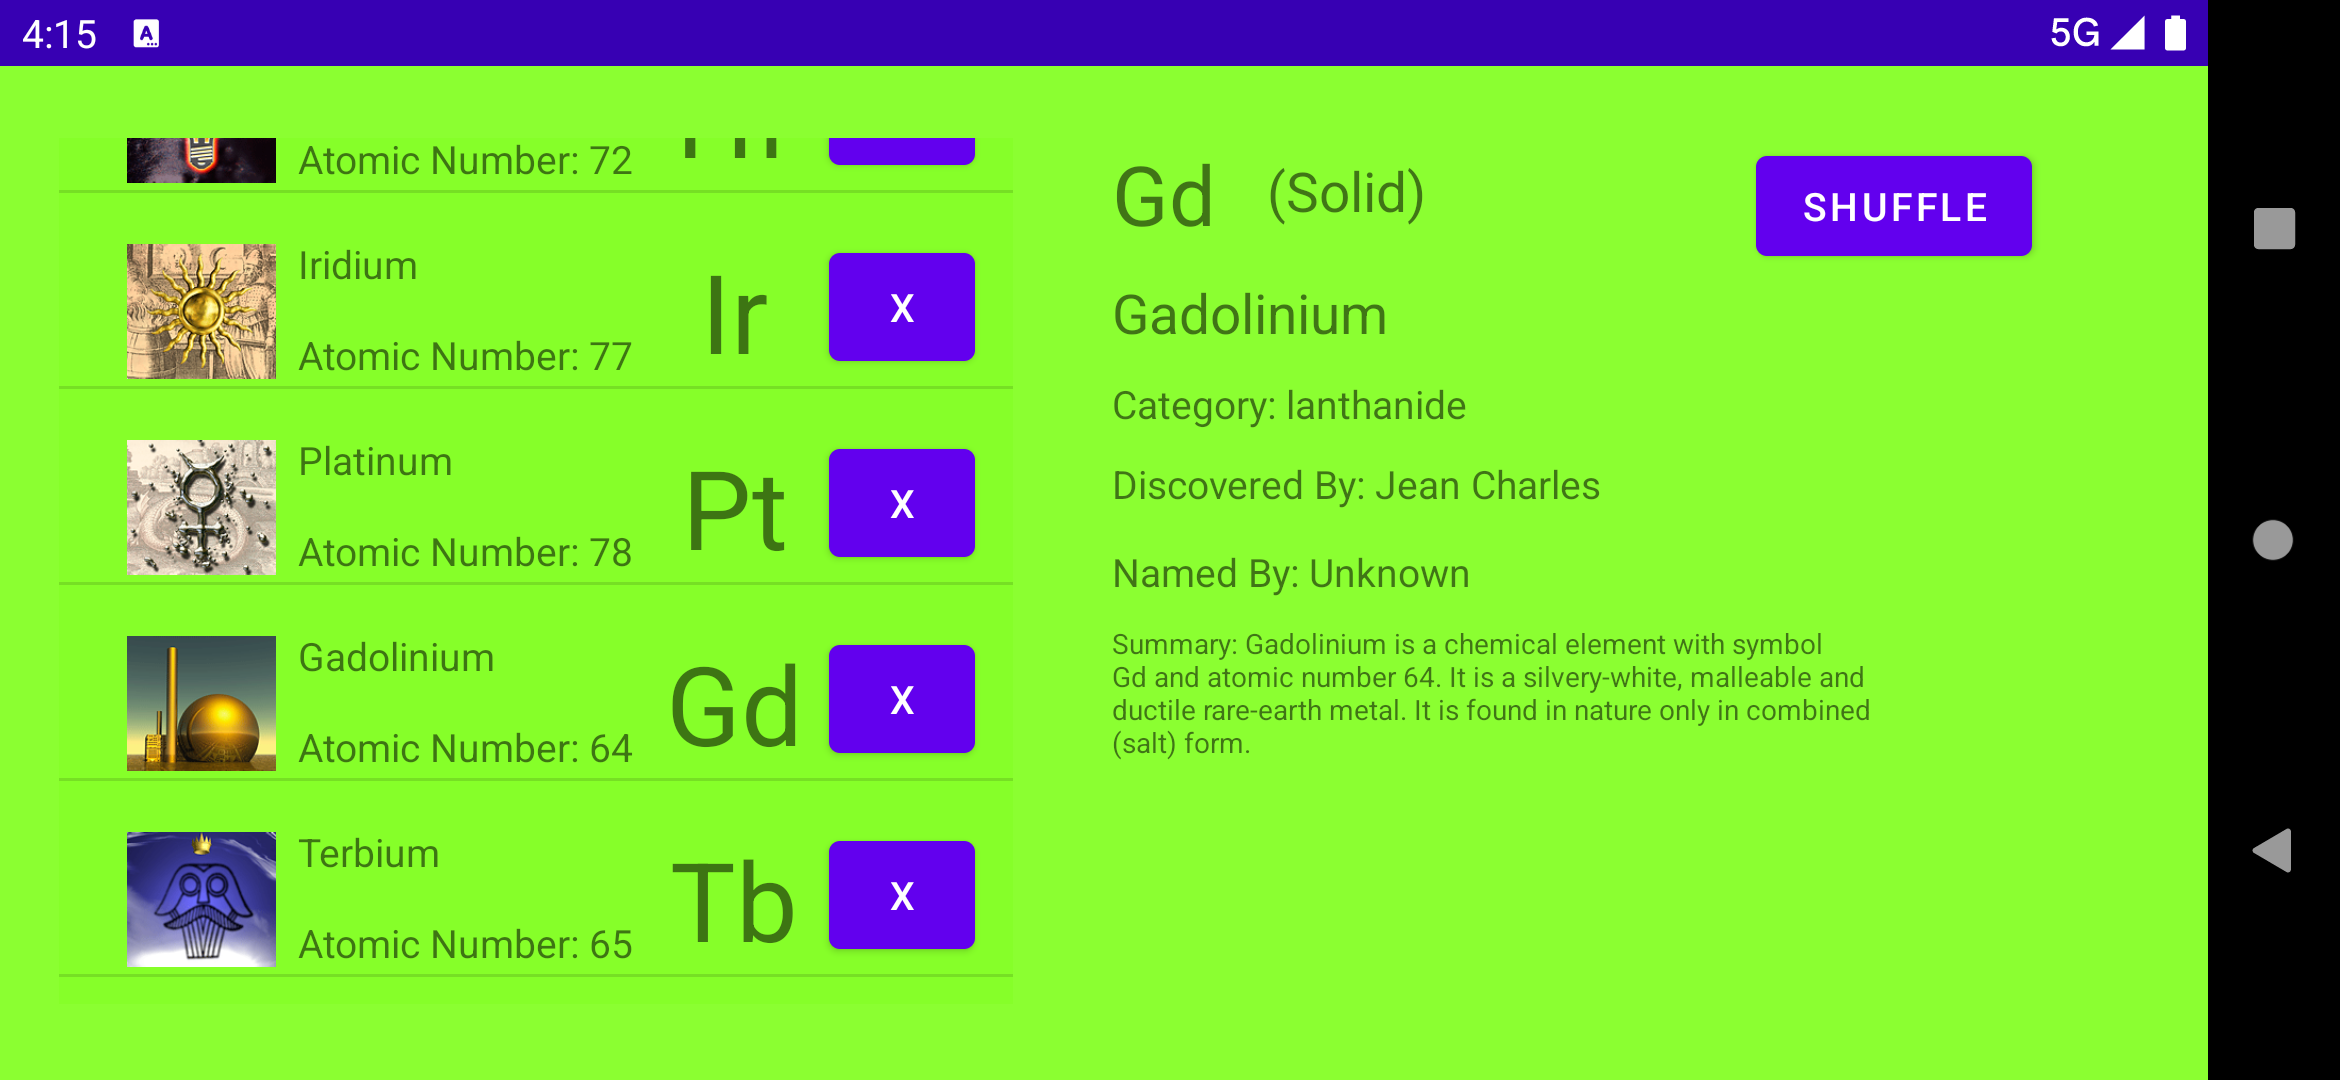 4:15
5G
Atomic Number: 72
Iridium
Ir
X
Atomic Number: 77
Platinum
Pt
X
Atomic Number: 78
Gadolinium
Gd
X
Atomic Number: 64
Terbium
Tb
X
Atomic Number: 65
Gd (Solid)
SHUFFLE
Gadolinium
Category: lanthanide
Discovered By: Jean Charles
Named By: Unknown
Summary: Gadolinium is a chemical element with symbol
Gd and atomic number 64. It is a silvery-white, malleable and
ductile rare-earth metal. It is found in nature only in combined
(salt) form.